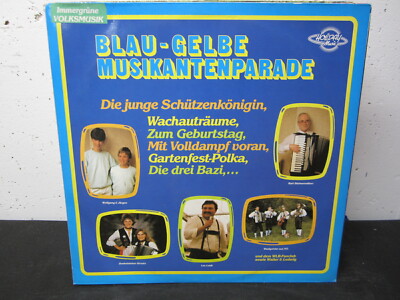 Immergrüne
VOLKSMUSIK
HOLIDAY
BLAU-GELBE
MUSIKANTENPARADE
Die junge Schützenkönigin,
Wachauträume,
Zum Geburtstag,
Mit Volldampf voran,
Gartenfest-Polka,
Die drei Bazi,...